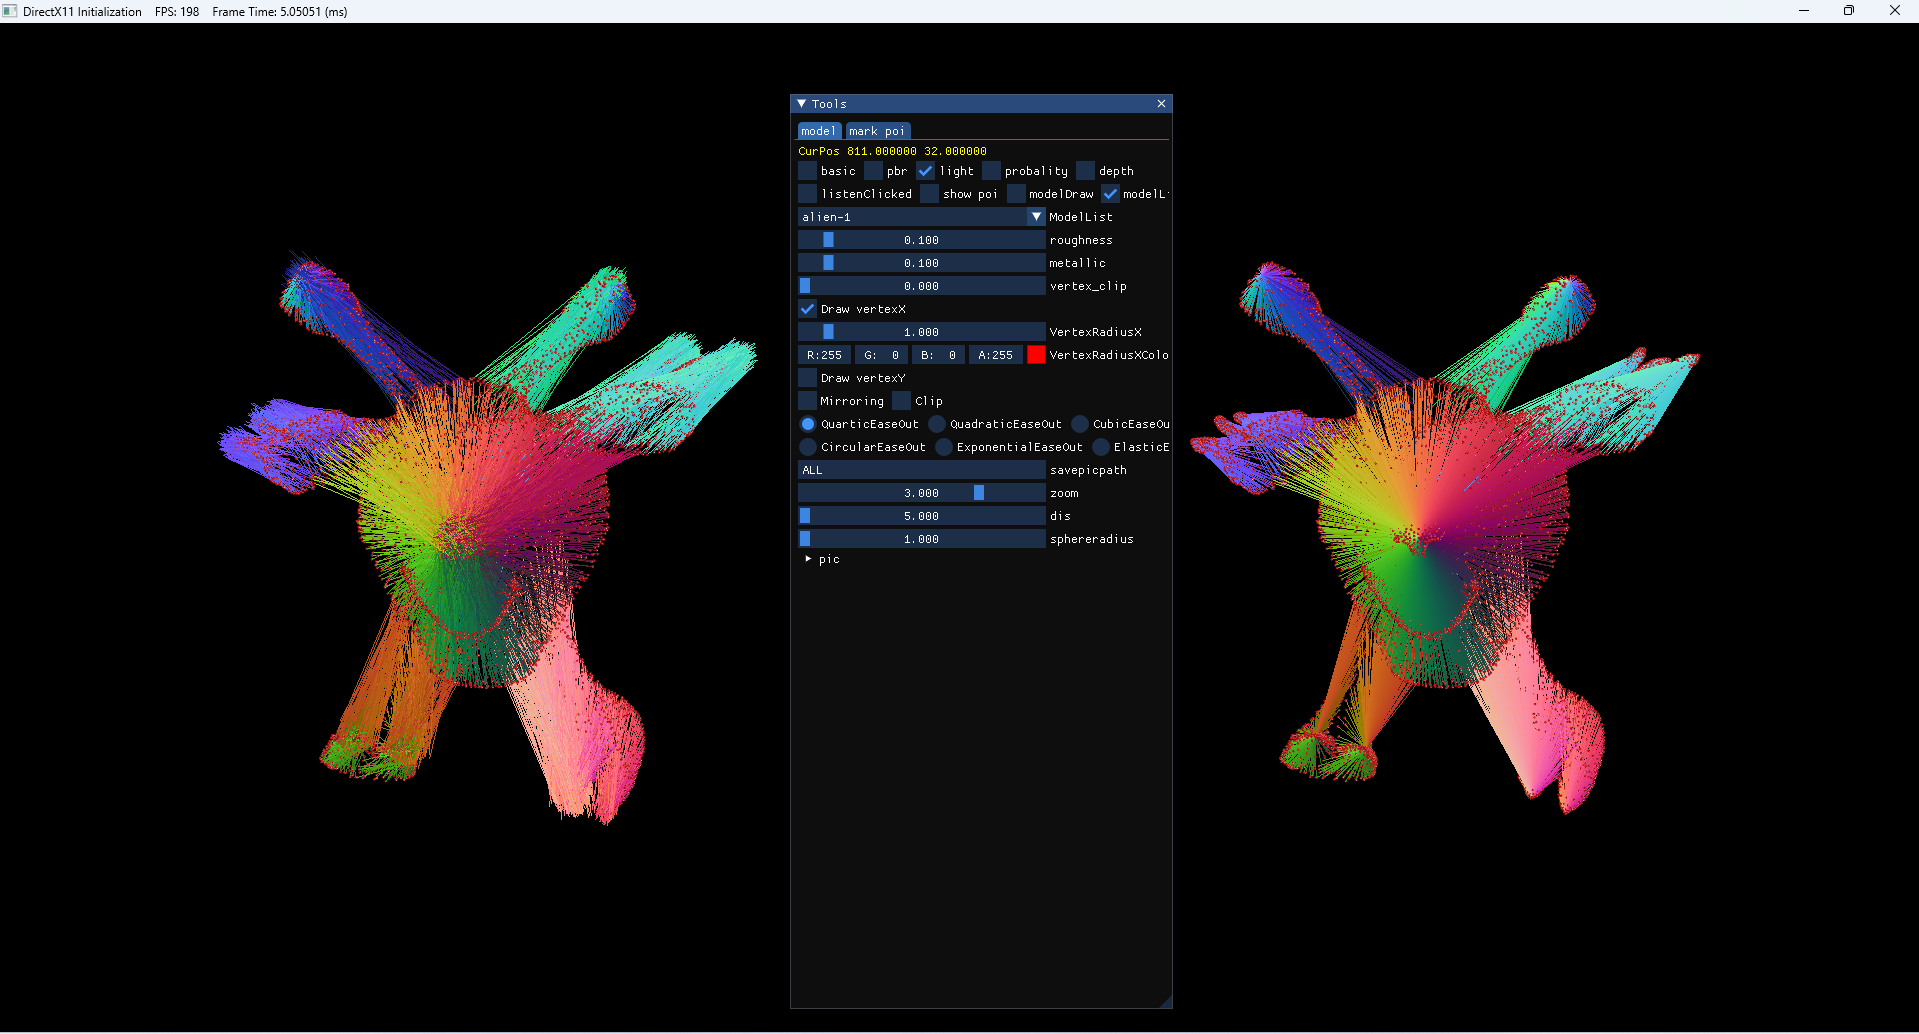 DirectX11 Initialization FPS: 198 Frame Time: 5.05051 (ms)
Tools
model mark poi
CurPos 811.000000 32.000000
basic pbr light probality depth
listenClicked show poi modelDraw modelL
alien-1 ModelList
0.100 roughness
0.100 metallic
0.000 vertex_clip
Draw vertexX
1.000 VertexRadiusX
R:255 G: 0 B: 0 A:255 VertexRadiusXColo
Draw vertexY
Mirroring Clip
QuarticEaseOut QuadraticEaseOut CubicEaseOu
CircularEaseOut ExponentialEaseOut ElasticE
ALL savepicpath
3.000 zoom
5.000 dis
1.000 sphereradius
pic